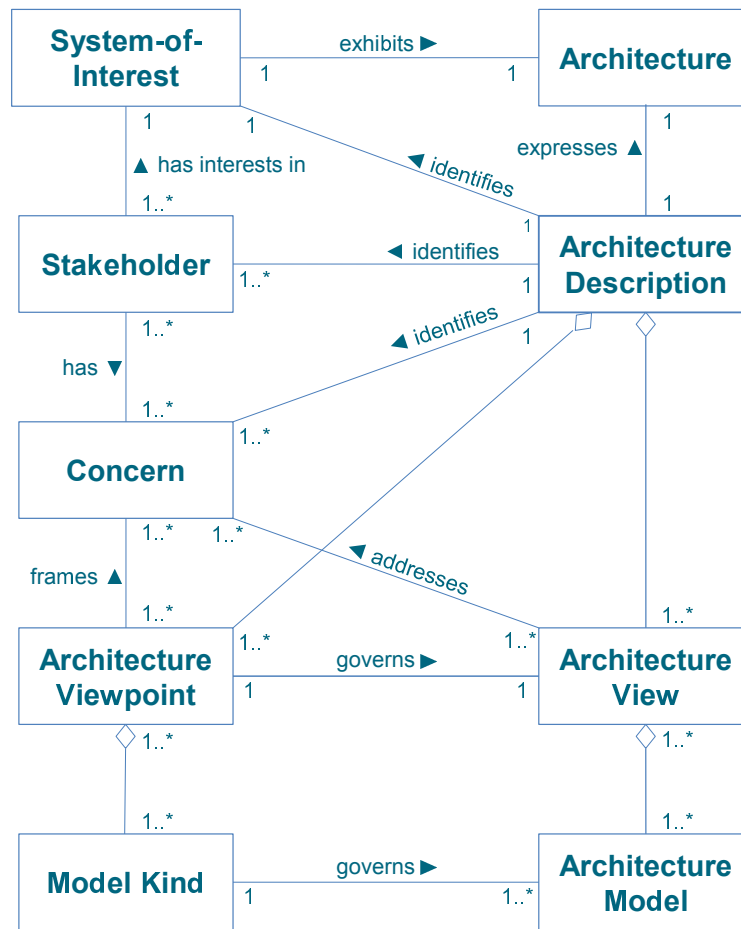 System-of-
Interest
exhibits ►
Architecture
1
1
1
1
1
▲ has interests in
◄ identifies
expresses ▲
1..*
1
1
Stakeholder
◄ identifies
Architecture
Description
1..*
1
1..*
◄ identifies
1
has ▼
1..*
1..*
Concern
1..*
1..*
◄ addresses
frames ▲
1..*
1..*
1..*
1..*
Architecture
Viewpoint
governs ►
Architecture
View
1
1
1..*
1..*
1..*
1..*
Model Kind
governs ►
Architecture
Model
1
1..*